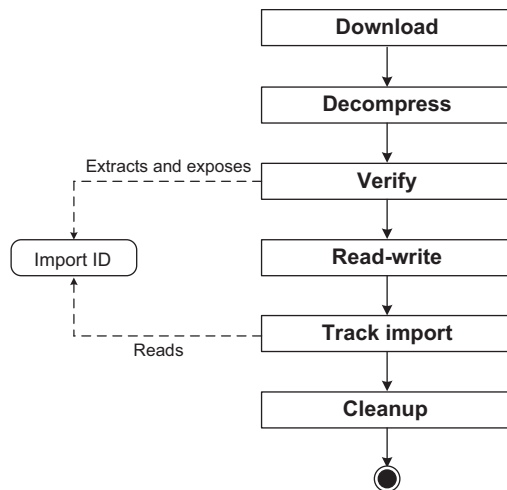 Download
Decompress
Extracts and exposes
Verify
Import ID
Read-write
Track import
Reads
Cleanup